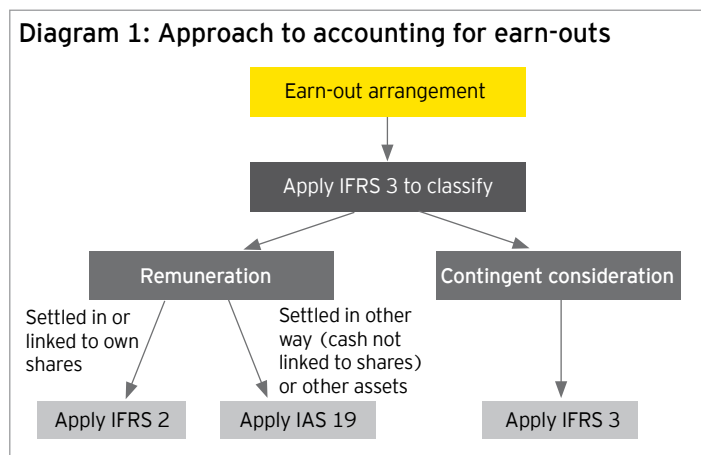 Diagram 1: Approach to accounting for earn-outs
Earn-out arrangement
Apply IFRS 3 to classify
Remuneration
Contingent consideration
Settled in or
linked to own
shares
Settled in other
way (cash not
linked to shares)
or other assets
Apply IFRS 2
Apply IAS 19
Apply IFRS 3